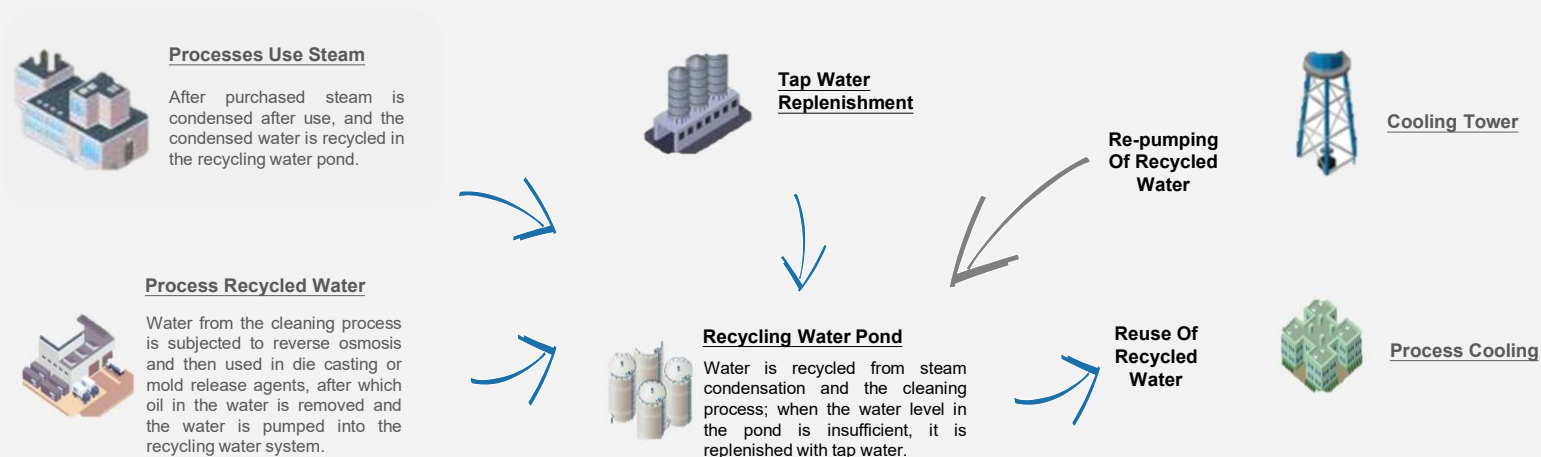 Processes Use Steam
After purchased steam is
condensed after use, and the
condensed water is recycled in
the recycling water pond.
Process Recycled Water
Water from the cleaning process
is subjected to reverse osmosis
and then used in die casting or
mold release agents, after which
oil in the water is removed and
the water is pumped into the
recycling water system.
Tap Water
Replenishment
Recycling Water Pond
Water is recycled from steam
condensation and the cleaning
process; when the water level in
the pond is insufficient, it is
replenished with tap water.
Re-pumping
Of Recycled
Water
Cooling Tower
Reuse Of
Recycled
Water
Process Cooling